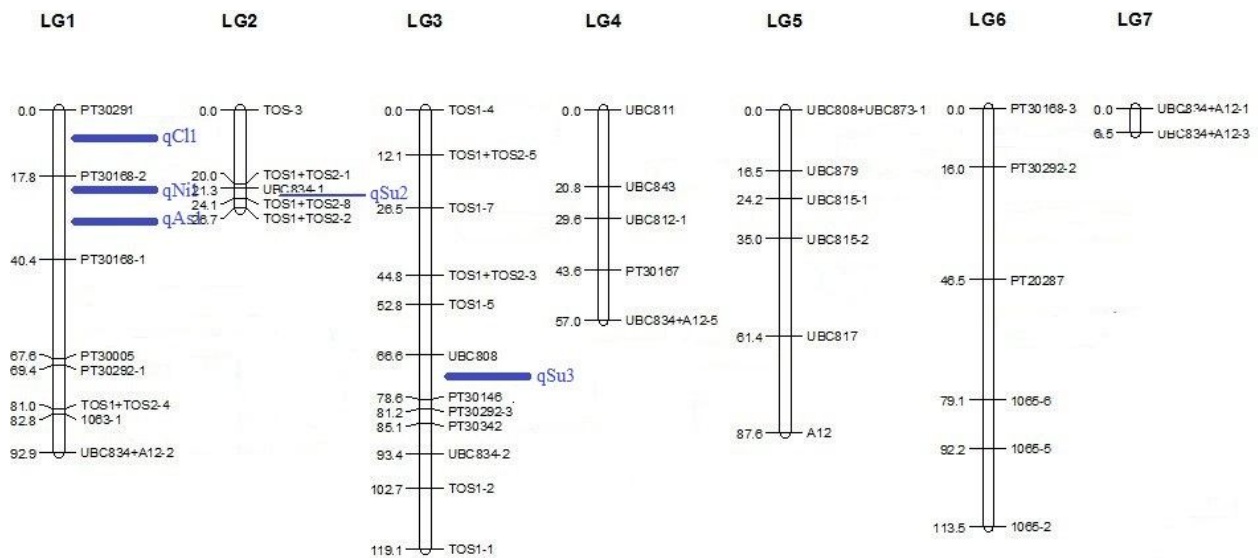 LG1
0.0 PT30291
qCl1
17.8 PT30168-2
qNi1
qAs1
40.4 PT30168-1
67.6 PT30005
69.4 PT30292-1
81.0 TOS1+TOS2-4
82.8 1063-1
92.9 UBC834+A12-2
LG2
0.0 TOS-3
20.0 TOS1+TOS2-1
21.3 UBC834-1
qSu2
24.1 TOS1+TOS2-8
26.7 TOS1+TOS2-2
LG3
0.0 TOS1-4
12.1 TOS1+TOS2-5
26.5 TOS1-7
44.8 TOS1+TOS2-3
52.8 TOS1-5
66.6 UBC808
qSu3
78.6 PT30146
81.2 PT30292-3
85.1 PT30342
93.4 UBC834-2
102.7 TOS1-2
119.1 TOS1-1
LG4
0.0 UBC811
20.8 UBC843
29.6 UBC812-1
43.6 PT30167
57.0 UBC834+A12-5
LG5
0.0 UBC808+UBC873-1
16.5 UBC879
24.2 UBC815-1
35.0 UBC815-2
61.4 UBC817
87.6 A12
LG6
0.0 PT30168-3
16.0 PT30292-2
46.5 PT20287
79.1 1065-6
92.2 1065-5
113.5 1065-2
LG7
0.0 UBC834+A12-1
6.5 UBC834+A12-3